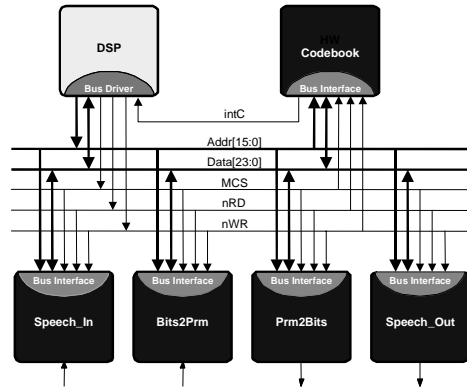 DSP
HW
Codebook
Bus Driver
Bus Interface
intC
Addr[15:0]
Data[23:0]
MCS
nRD
nWR
Bus Interface
Bus Interface
Bus Interface
Bus Interface
Speech_In
Bits2Prm
Prm2Bits
Speech_Out